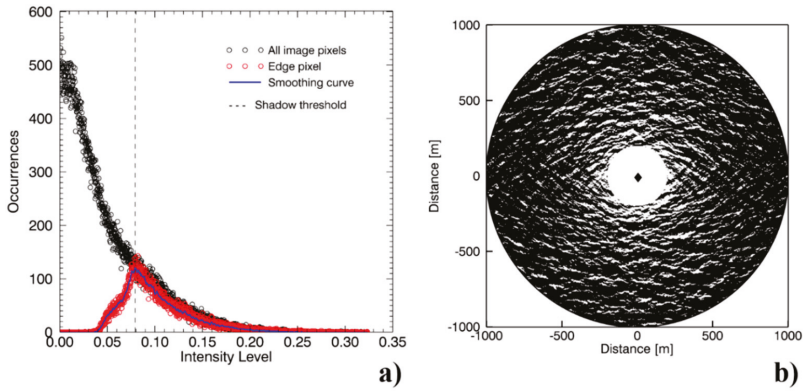 600
500
400
300
200
100
0
Occurrences
0.00 0.05 0.10 0.15 0.20 0.25 0.30 0.35
Intensity Level
All image pixels
Edge pixel
Smoothing curve
Shadow threshold
a)
1000
500
0
-500
-1000
Distance [m]
-1000 -500 0 500 1000
Distance [m]
b)